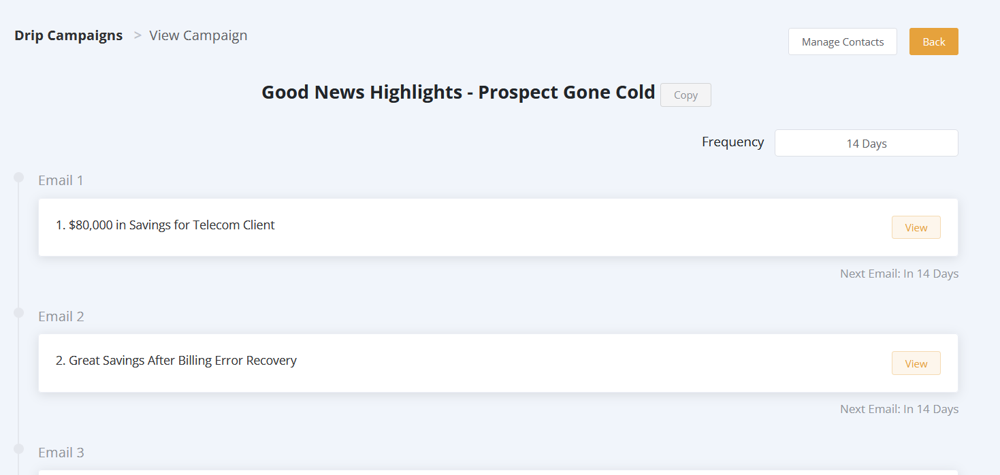 Drip Campaigns > View Campaign
Manage Contacts
Back
Good News Highlights - Prospect Gone Cold
Copy
Frequency
14 Days
Email 1
1. $80,000 in Savings for Telecom Client
View
Next Email: In 14 Days
Email 2
2. Great Savings After Billing Error Recovery
View
Next Email: In 14 Days
Email 3